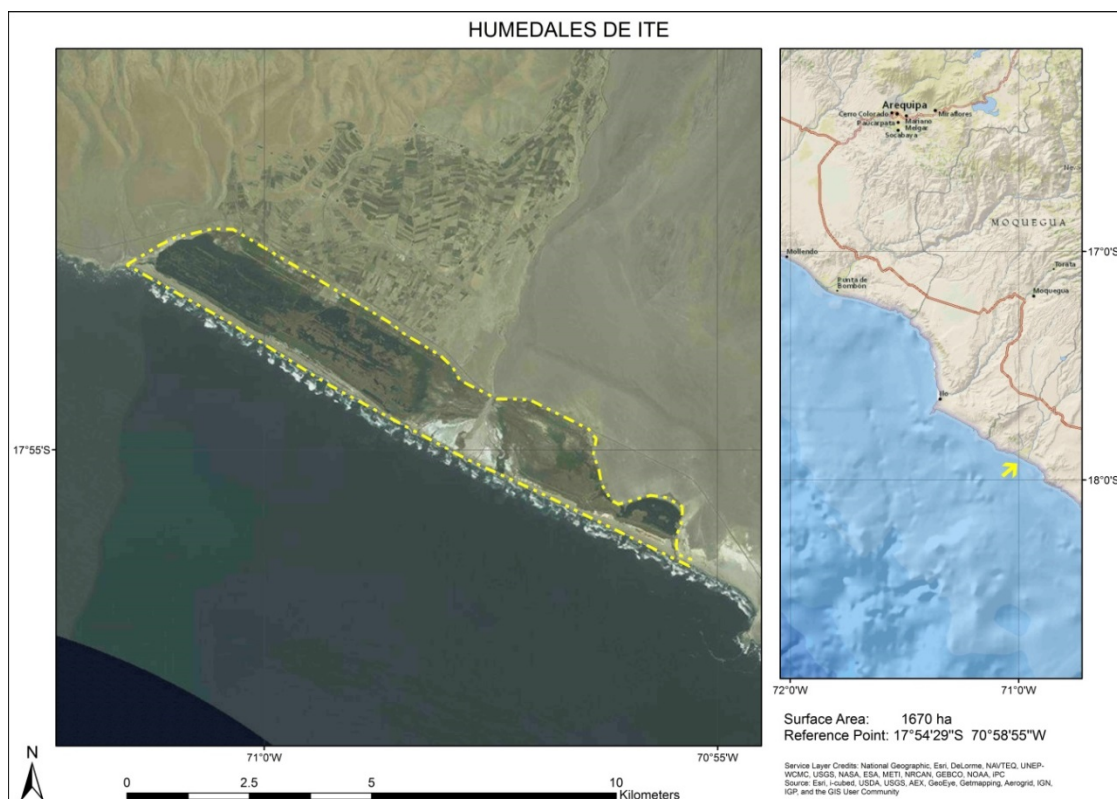 HUMEDALES DE ITE
17°55'S
71°0'W
70°55'W
N
0
2.5
5
10
Kilometers
Arequipa
Cerro Colorado
Mariano
Melgar
Miraflores
Paucarpata
Socabaya
MOQUEGUA
Mollendo
17°0'S
Punta de
Bombón
Torata
Moquegua
Ilo
18°0'S
72°0'W
71°0'W
Surface Area: 1670 ha
Reference Point: 17°54'29"S 70°58'55"W
Service Layer Credits: National Geographic, Esri, DeLorme, NAVTEQ, UNEP-
WCMC, USGS, NASA, ESA, METI, NRCAN, GEBCO, NOAA, iPC
Source: Esri, i-cubed, USDA, USGS, AEX, GeoEye, Getmapping, Aerogrid, IGN,
IGP, and the GIS User Community